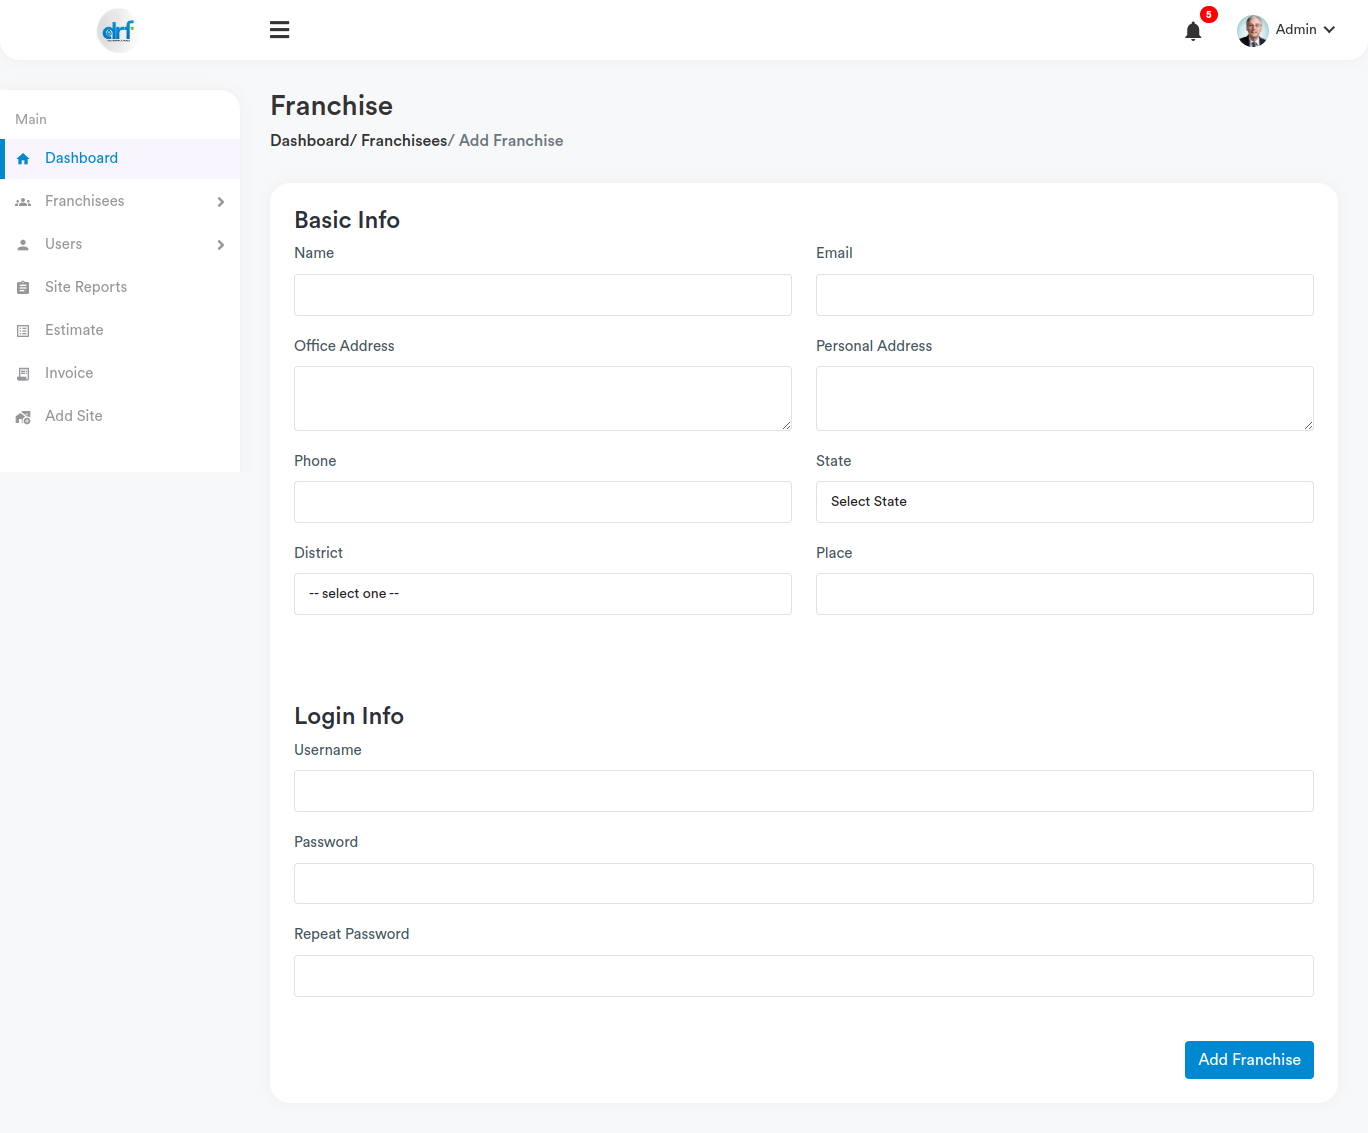 drf
5
Admin
Main
Dashboard
Franchisees
Users
Site Reports
Estimate
Invoice
Add Site
Franchise
Dashboard/ Franchisees/ Add Franchise
Basic Info
Name
Email
Office Address
Personal Address
Phone
State
Select State
District
Place
-- select one --
Login Info
Username
Password
Repeat Password
Add Franchise